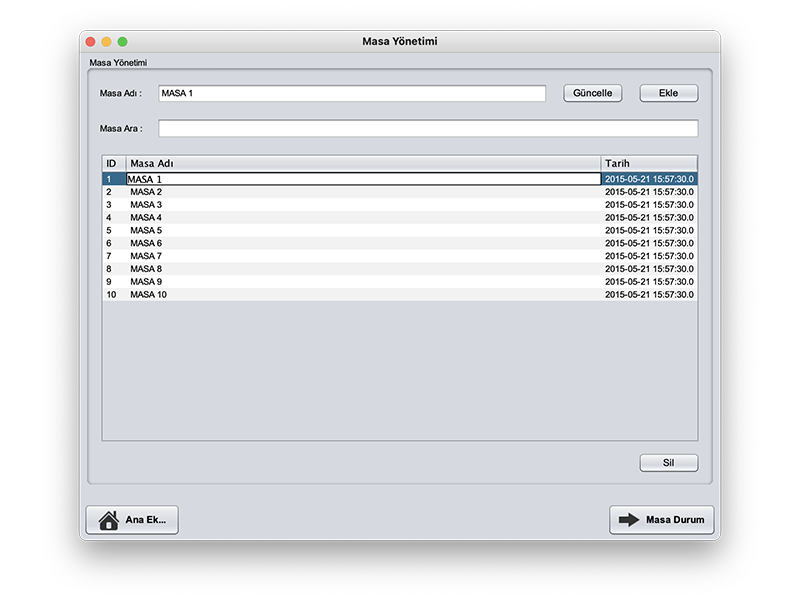 Masa Yönetimi
Masa Yönetimi
Masa Adı : MASA 1 Güncelle Ekle
Masa Ara :
ID Masa Adı Tarih
1 MASA 1 2015-05-21 15:57:30.0
2 MASA 2 2015-05-21 15:57:30.0
3 MASA 3 2015-05-21 15:57:30.0
4 MASA 4 2015-05-21 15:57:30.0
5 MASA 5 2015-05-21 15:57:30.0
6 MASA 6 2015-05-21 15:57:30.0
7 MASA 7 2015-05-21 15:57:30.0
8 MASA 8 2015-05-21 15:57:30.0
9 MASA 9 2015-05-21 15:57:30.0
10 MASA 10 2015-05-21 15:57:30.0
Sil
Ana Ek... Masa Durum